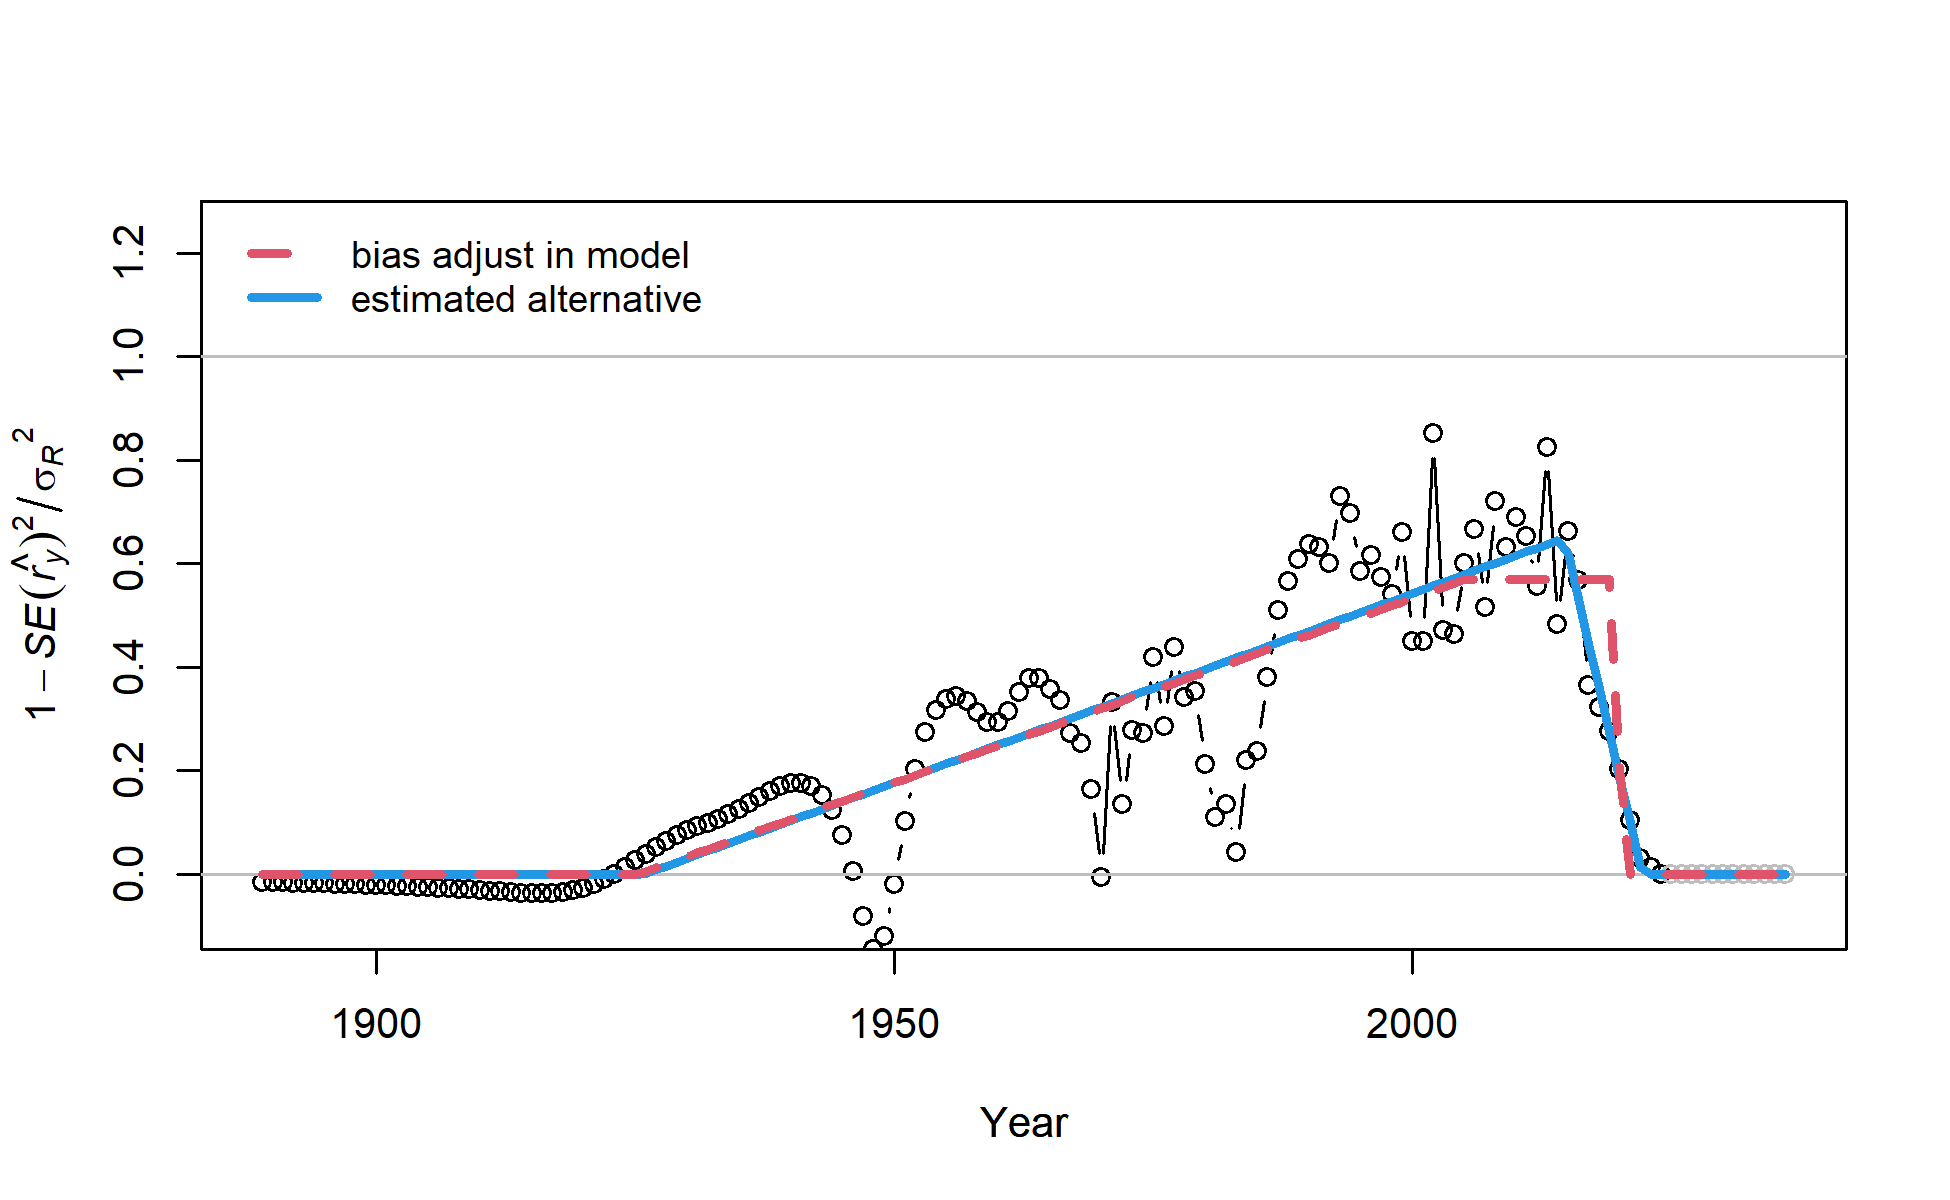 bias adjust in model
estimated alternative
1 − SE(r̂y)² / σR²
1.2
1.0
0.8
0.6
0.4
0.2
0.0
1900 1950 2000
Year